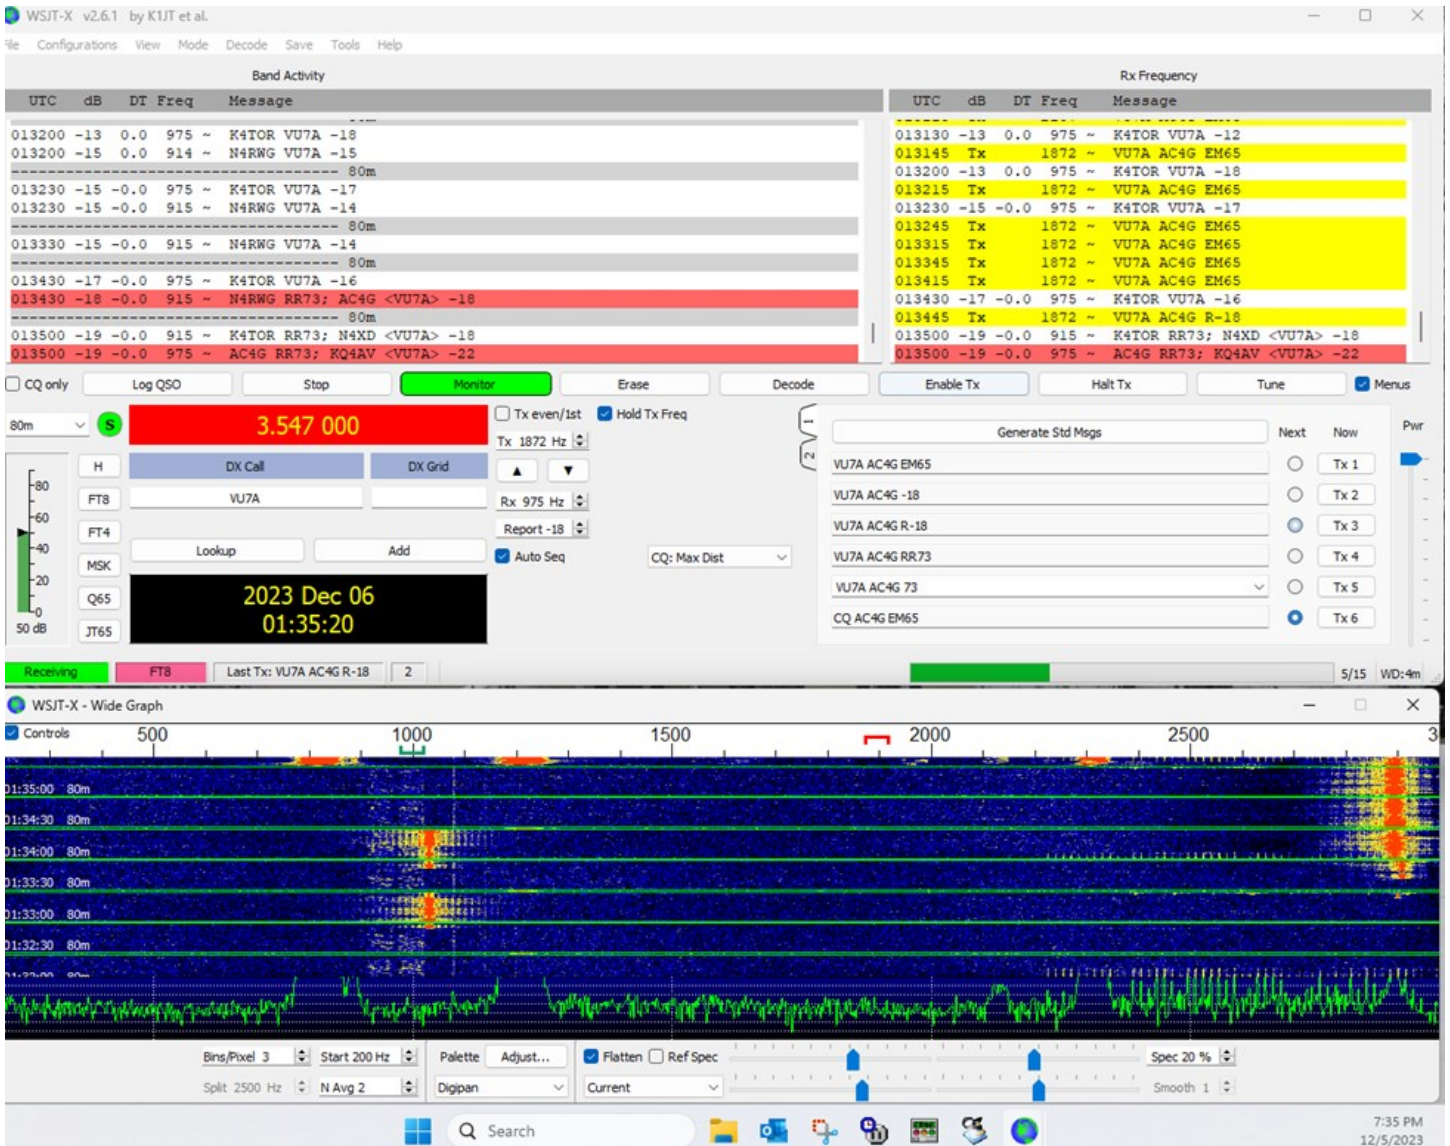 WSJT-X v2.6.1 by K1JT et al.
File Configurations View Mode Decode Save Tools Help
Band Activity
UTC dB DT Freq Message
013200 -13 0.0 975 ~ K4TOR VU7A -18
013200 -15 0.0 914 ~ N4RWG VU7A -15
------------------------------------ 80m
013230 -15 -0.0 975 ~ K4TOR VU7A -17
013230 -15 -0.0 915 ~ N4RWG VU7A -14
------------------------------------ 80m
013330 -15 -0.0 915 ~ N4RWG VU7A -14
------------------------------------ 80m
013430 -17 -0.0 975 ~ K4TOR VU7A -16
013430 -18 -0.0 915 ~ N4RWG RR73; AC4G <VU7A> -18
------------------------------------ 80m
013500 -19 -0.0 915 ~ K4TOR RR73; N4XD <VU7A> -18
013500 -19 -0.0 975 ~ AC4G RR73; KQ4AV <VU7A> -22
Rx Frequency
UTC dB DT Freq Message
013130 -13 0.0 975 ~ K4TOR VU7A -12
013145 Tx 1872 ~ VU7A AC4G EM65
013200 -13 0.0 975 ~ K4TOR VU7A -18
013215 Tx 1872 ~ VU7A AC4G EM65
013230 -15 -0.0 975 ~ K4TOR VU7A -17
013245 Tx 1872 ~ VU7A AC4G EM65
013315 Tx 1872 ~ VU7A AC4G EM65
013345 Tx 1872 ~ VU7A AC4G EM65
013415 Tx 1872 ~ VU7A AC4G EM65
013430 -17 -0.0 975 ~ K4TOR VU7A -16
013445 Tx 1872 ~ VU7A AC4G R-18
013500 -19 -0.0 915 ~ K4TOR RR73; N4XD <VU7A> -18
013500 -19 -0.0 975 ~ AC4G RR73; KQ4AV <VU7A> -22
CQ only Log QSO Stop Monitor Erase Decode Enable Tx Halt Tx Tune Menus
80m S 3.547 000
Tx even/1st Hold Tx Freq
Tx 1872 Hz
H DX Call DX Grid
FT8 VU7A
Rx 975 Hz
Report -18
FT4
Lookup Add
Auto Seq CQ: Max Dist
MSK
Q65
JT65
2023 Dec 06
01:35:20
-80
-60
-40
-20
-0
50 dB
1
2
Generate Std Msgs Next Now Pwr
VU7A AC4G EM65 Tx 1
VU7A AC4G -18 Tx 2
VU7A AC4G R-18 Tx 3
VU7A AC4G RR73 Tx 4
VU7A AC4G 73 Tx 5
CQ AC4G EM65 Tx 6
Receiving FT8 Last Tx: VU7A AC4G R-18 2 5/15 WD:4m
WSJT-X - Wide Graph
Controls 500 1000 1500 2000 2500 3
01:35:00 80m
01:34:30 80m
01:34:00 80m
01:33:30 80m
01:33:00 80m
01:32:30 80m
Bins/Pixel 3 Start 200 Hz Palette Adjust... Flatten Ref Spec Spec 20 %
Split 2500 Hz N Avg 2 Digipan Current Smooth 1
Search
7:35 PM
12/5/2023